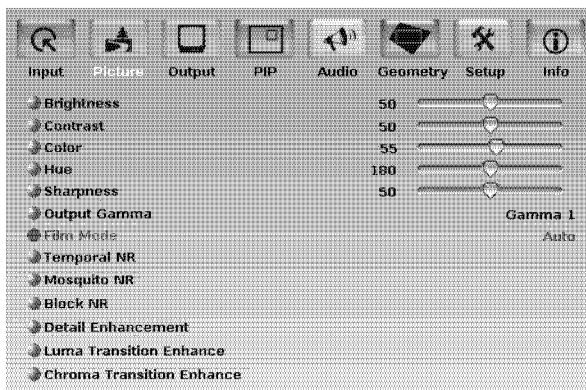 Input Picture Output PIP Audio Geometry Setup Info
Brightness 50
Contrast 50
Color 55
Hue 180
Sharpness 50
Output Gamma Gamma 1
Film Mode Auto
Temporal NR
Mosquito NR
Block NR
Detail Enhancement
Luma Transition Enhance
Chroma Transition Enhance